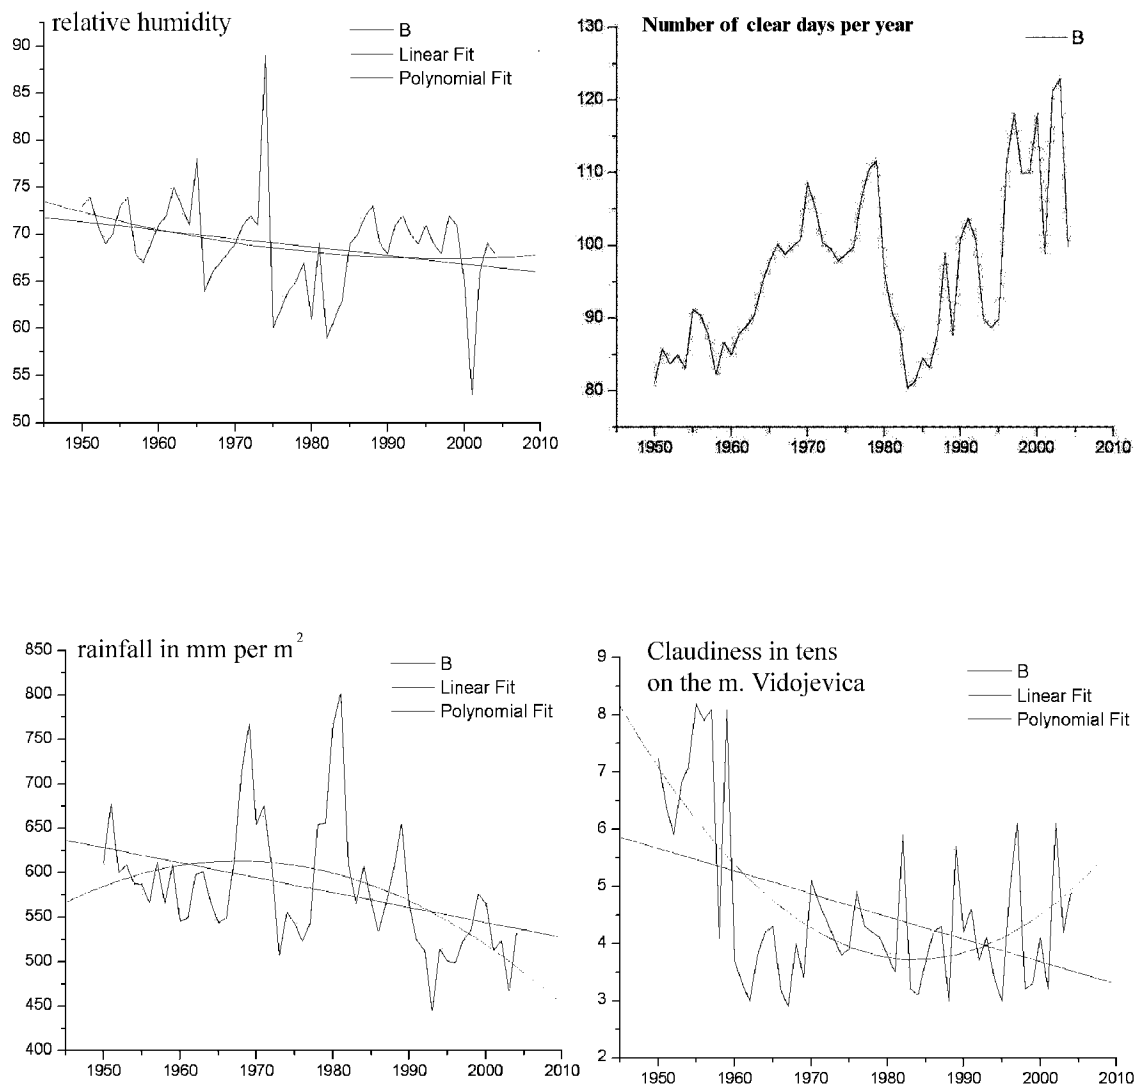 relative humidity
B
Linear Fit
Polynomial Fit
90
85
80
75
70
65
60
55
50
1950 1960 1970 1980 1990 2000 2010
Number of clear days per year
B
130
120
110
100
90
80
1950 1960 1970 1980 1990 2000 2010
rainfall in mm per m²
B
Linear Fit
Polynomial Fit
850
800
750
700
650
600
550
500
450
400
1950 1960 1970 1980 1990 2000 2010
Claudiness in tens
on the m. Vidojevica
B
Linear Fit
Polynomial Fit
9
8
7
6
5
4
3
2
1950 1960 1970 1980 1990 2000 2010